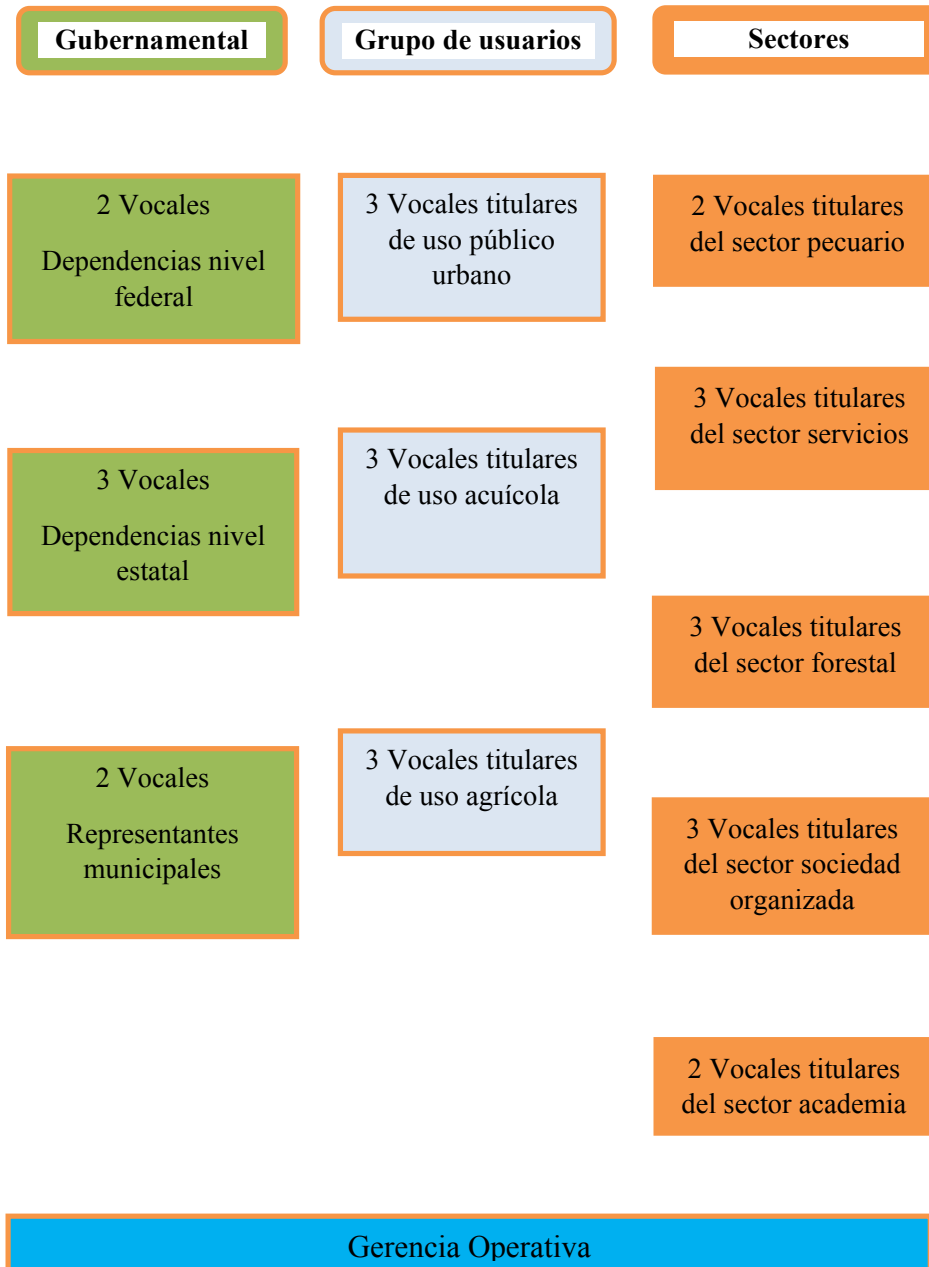 Gubernamental
Grupo de usuarios
Sectores
2 Vocales
Dependencias nivel
federal
3 Vocales
Dependencias nivel
estatal
2 Vocales
Representantes
municipales
3 Vocales titulares
de uso público
urbano
3 Vocales titulares
de uso acuícola
3 Vocales titulares
de uso agrícola
2 Vocales titulares
del sector pecuario
3 Vocales titulares
del sector servicios
3 Vocales titulares
del sector forestal
3 Vocales titulares
del sector sociedad
organizada
2 Vocales titulares
del sector academia
Gerencia Operativa